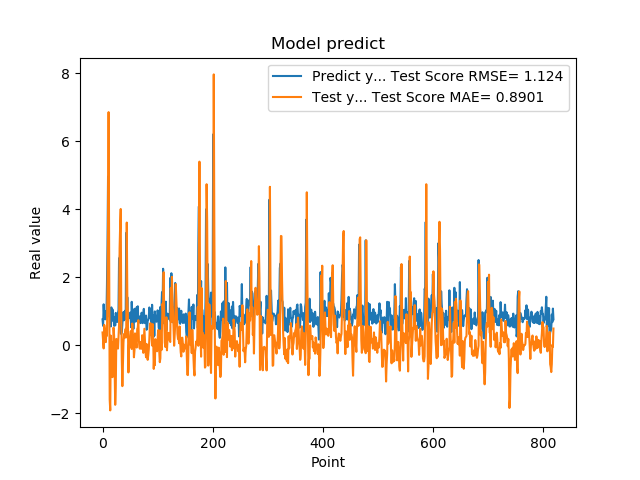 Model predict
Predict y... Test Score RMSE= 1.124
Test y... Test Score MAE= 0.8901
Real value
8
6
4
2
0
−2
0 200 400 600 800
Point